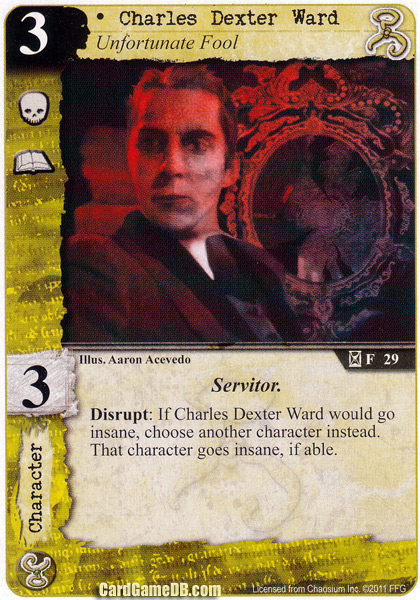 3
• Charles Dexter Ward
Unfortunate Fool
Illus. Aaron Acevedo
F 29
3
Servitor.
Disrupt: If Charles Dexter Ward would go
insane, choose another character instead.
That character goes insane, if able.
Character
CardGameDB.com
Licensed from Chaosium Inc. ©2011 FFG